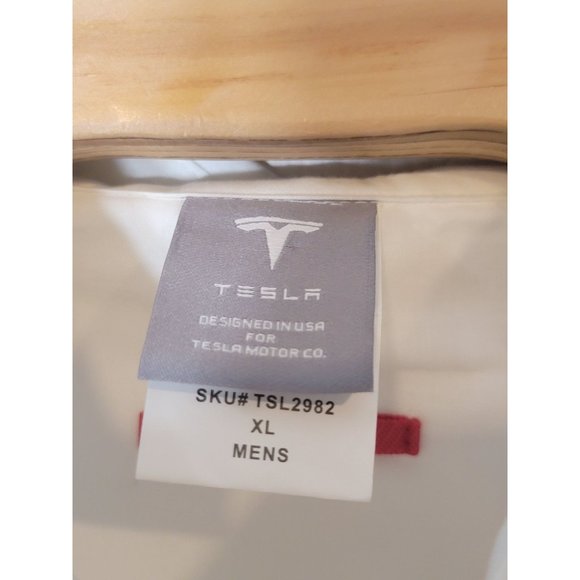 TESLA
DESIGNED IN USA
FOR
TESLA MOTOR CO.
SKU# TSL2982
XL
MENS